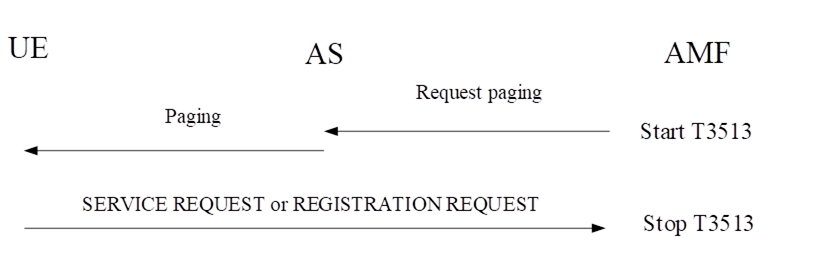 UE
AS
AMF
Request paging
Paging
Start T3513
SERVICE REQUEST or REGISTRATION REQUEST
Stop T3513